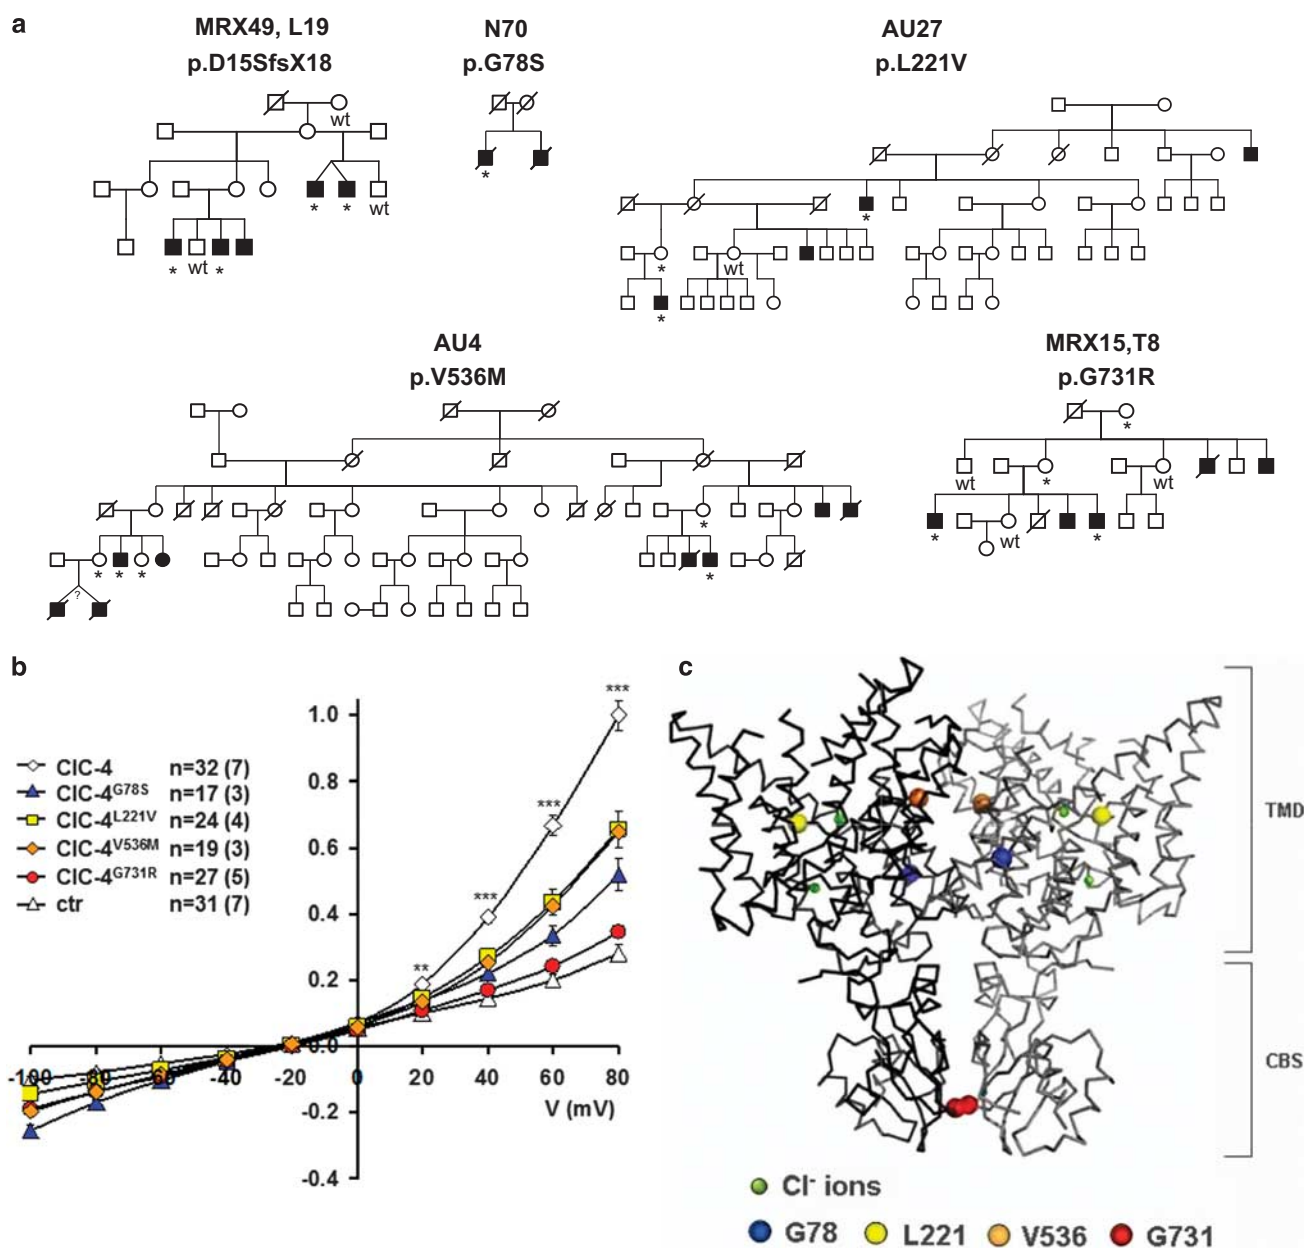 a
MRX49, L19
p.D15SfsX18
N70
p.G78S
AU27
p.L221V
wt
*
* * wt
* wt *
*
*
* wt
*
AU4
p.V536M
MRX15,T8
p.G731R
*
wt * wt
* wt *
*
* * *
*
?
b
ClC-4 n=32 (7)
ClC-4G78S n=17 (3)
ClC-4L221V n=24 (4)
ClC-4V536M n=19 (3)
ClC-4G731R n=27 (5)
ctr n=31 (7)
***
***
***
**
1.0
0.8
0.6
0.4
0.2
0.0
-100 -80 -60 -40 -20 0 20 40 60 80
V (mV)
-0.2
-0.4
c
TMD
CBS
Cl- ions
G78 L221 V536 G731